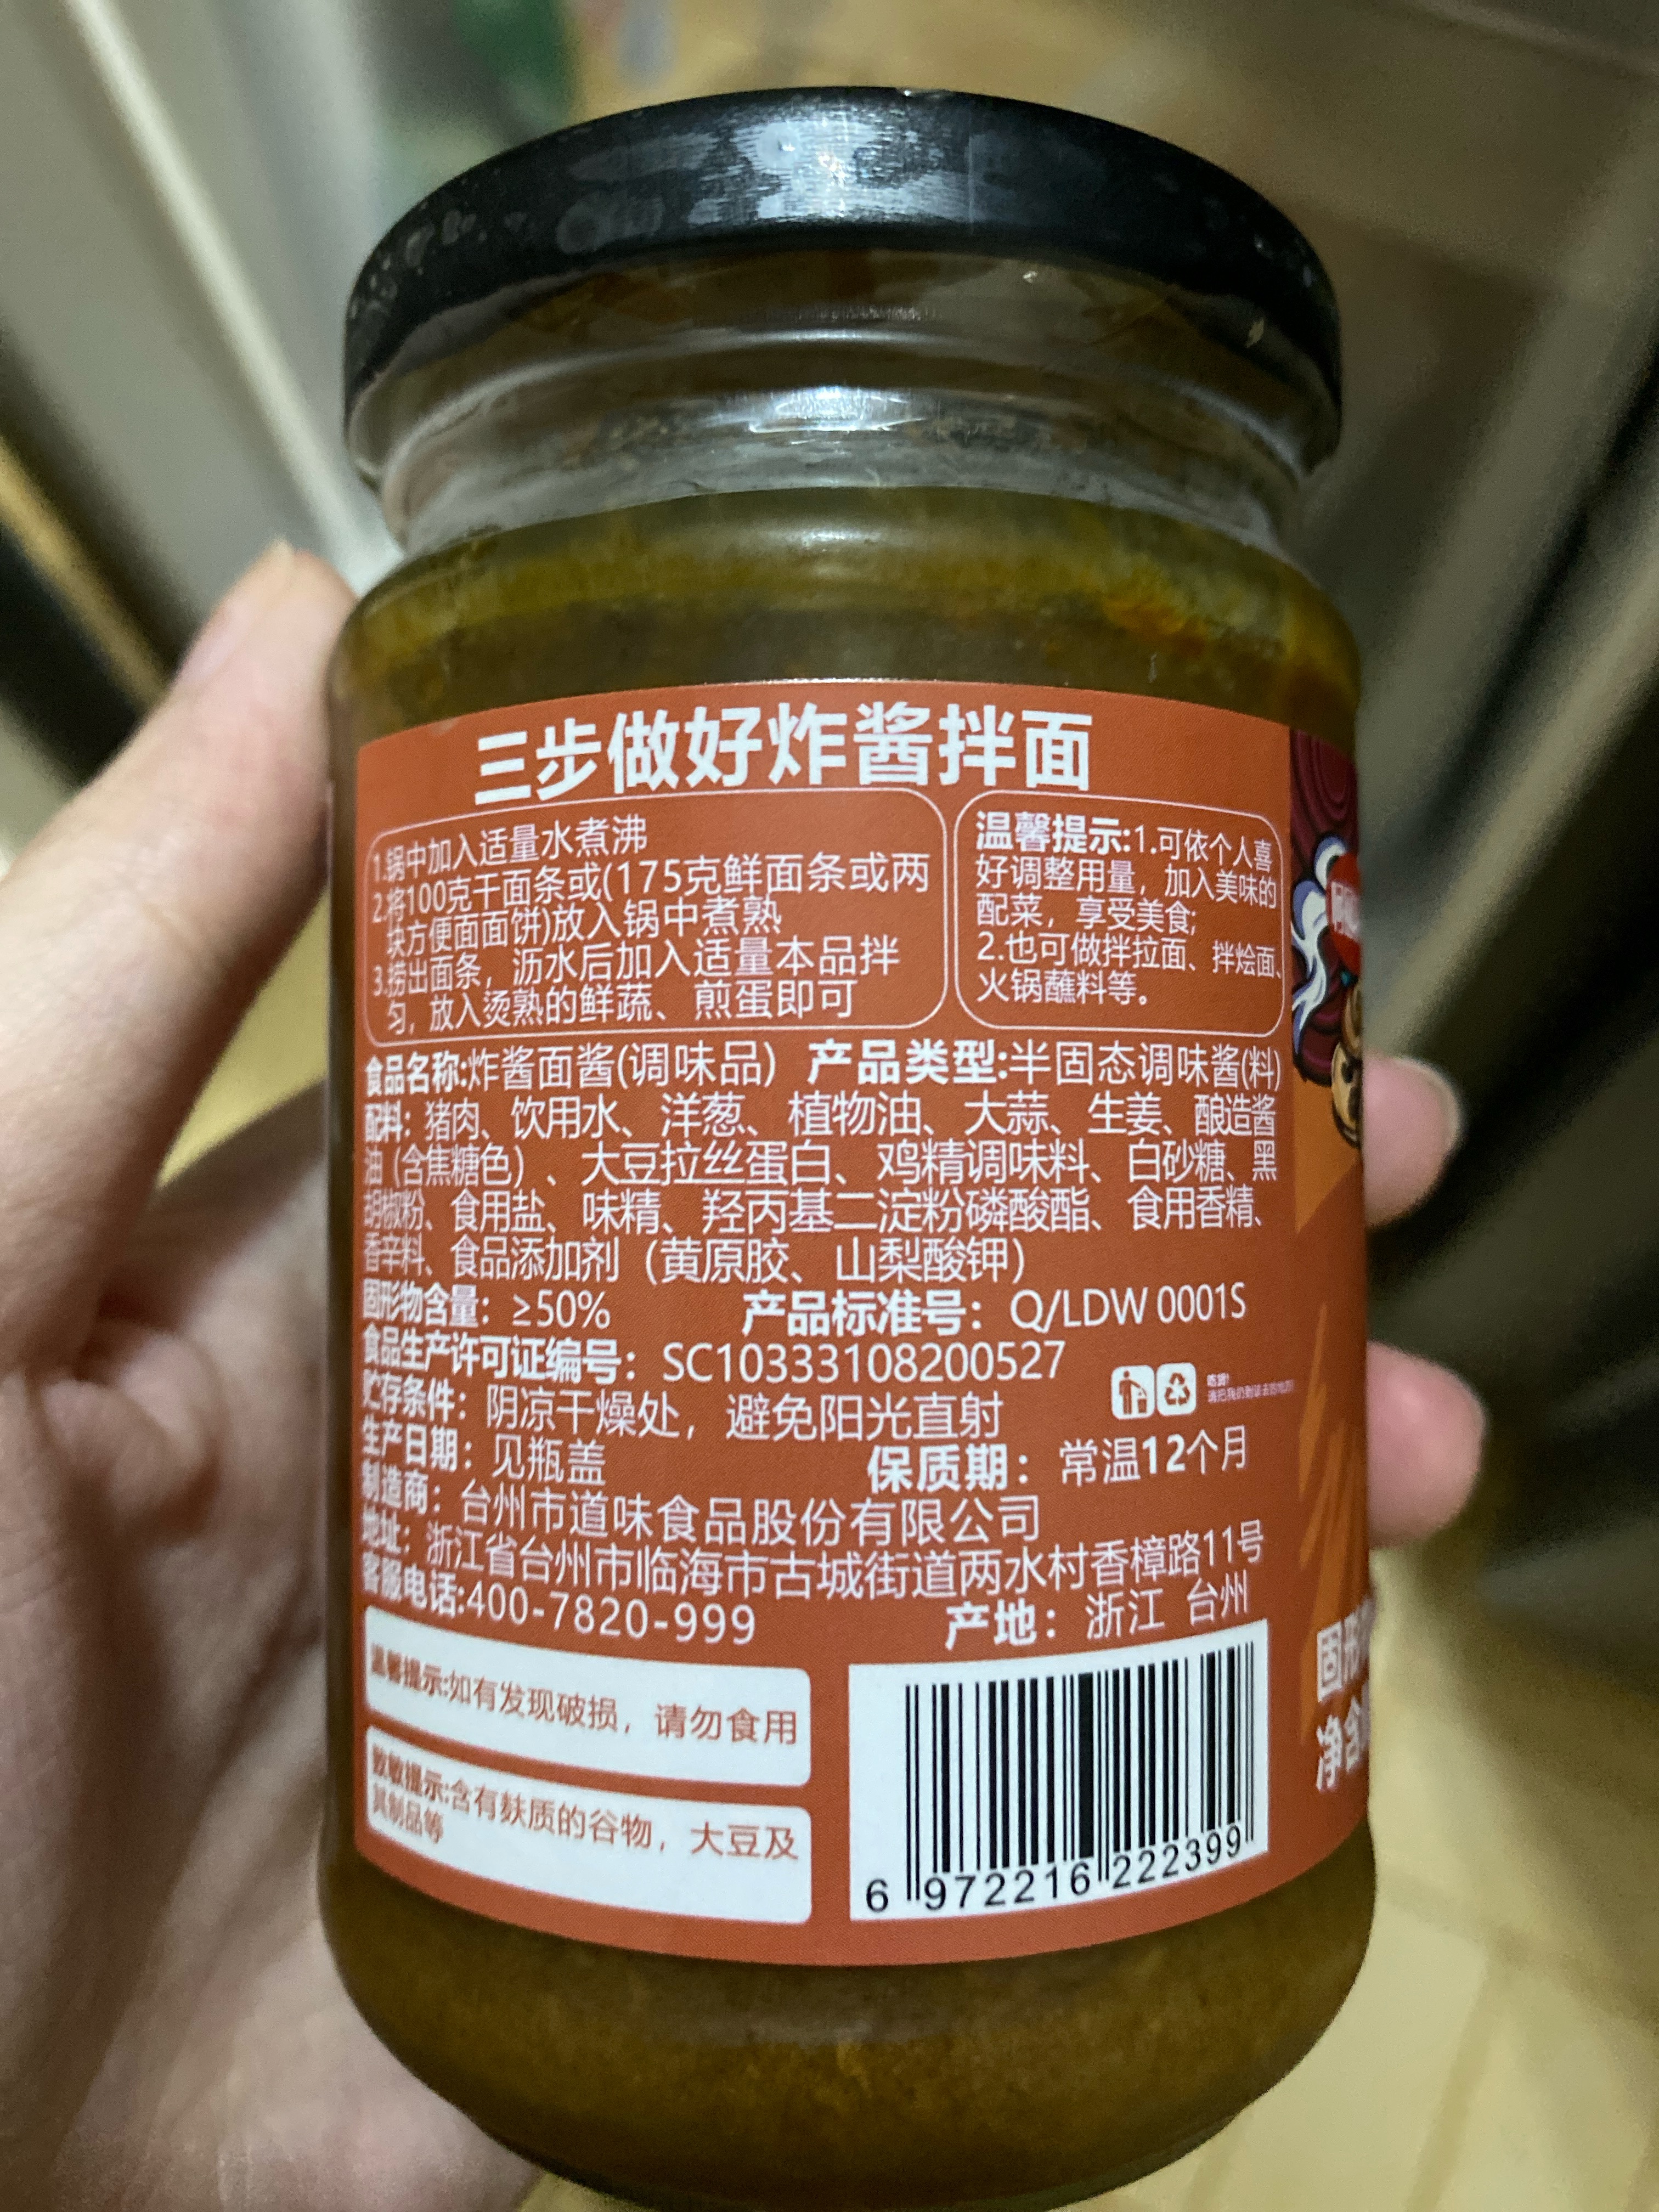 三步做好炸酱拌面
1.锅中加入适量水煮沸
2.将100克干面条或(175克鲜面条或两
块方便面面饼)放入锅中煮熟
3.捞出面条，沥水后加入适量本品拌
匀，放入烫熟的鲜蔬、煎蛋即可
温馨提示:1.可依个人喜
好调整用量，加入美味的
配菜，享受美食;
2.也可做拌拉面、拌烩面、
火锅蘸料等。
食品名称:炸酱面酱(调味品) 产品类型:半固态调味酱(料)
配料：猪肉、饮用水、洋葱、植物油、大蒜、生姜、酿造酱
油（含焦糖色）、大豆拉丝蛋白、鸡精调味料、白砂糖、黑
胡椒粉、食用盐、味精、羟丙基二淀粉磷酸酯、食用香精、
香辛料、食品添加剂（黄原胶、山梨酸钾）
固形物含量：≥50% 产品标准号：Q/LDW 0001S
食品生产许可证编号：SC10333108200527
贮存条件：阴凉干燥处，避免阳光直射
生产日期：见瓶盖 保质期：常温12个月
制造商：台州市道味食品股份有限公司
地址：浙江省台州市临海市古城街道两水村香樟路11号
客服电话:400-7820-999 产地：浙江 台州
温馨提示:如有发现破损，请勿食用
致敏提示:含有麸质的谷物，大豆及
其制品等
6 972216 222399
固形
净含